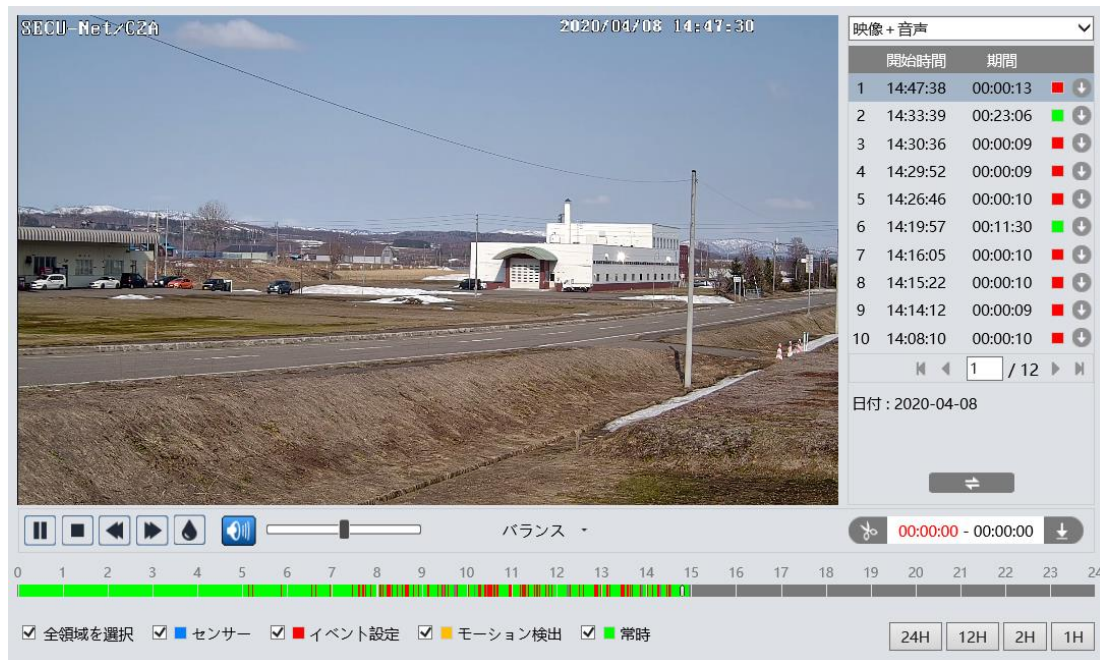 SECU-Net/CZA 2020/04/08 14:47:30
映像+音声
開始時間 期間
1 14:47:38 00:00:13
2 14:33:39 00:23:06
3 14:30:36 00:00:09
4 14:29:52 00:00:09
5 14:26:46 00:00:10
6 14:19:57 00:11:30
7 14:16:05 00:00:10
8 14:15:22 00:00:10
9 14:14:12 00:00:09
10 14:08:10 00:00:10
1 / 12
日付 : 2020-04-08
バランス
00:00:00 - 00:00:00
0 1 2 3 4 5 6 7 8 9 10 11 12 13 14 15 16 17 18 19 20 21 22 23 24
全領域を選択 センサー イベント設定 モーション検出 常時
24H 12H 2H 1H